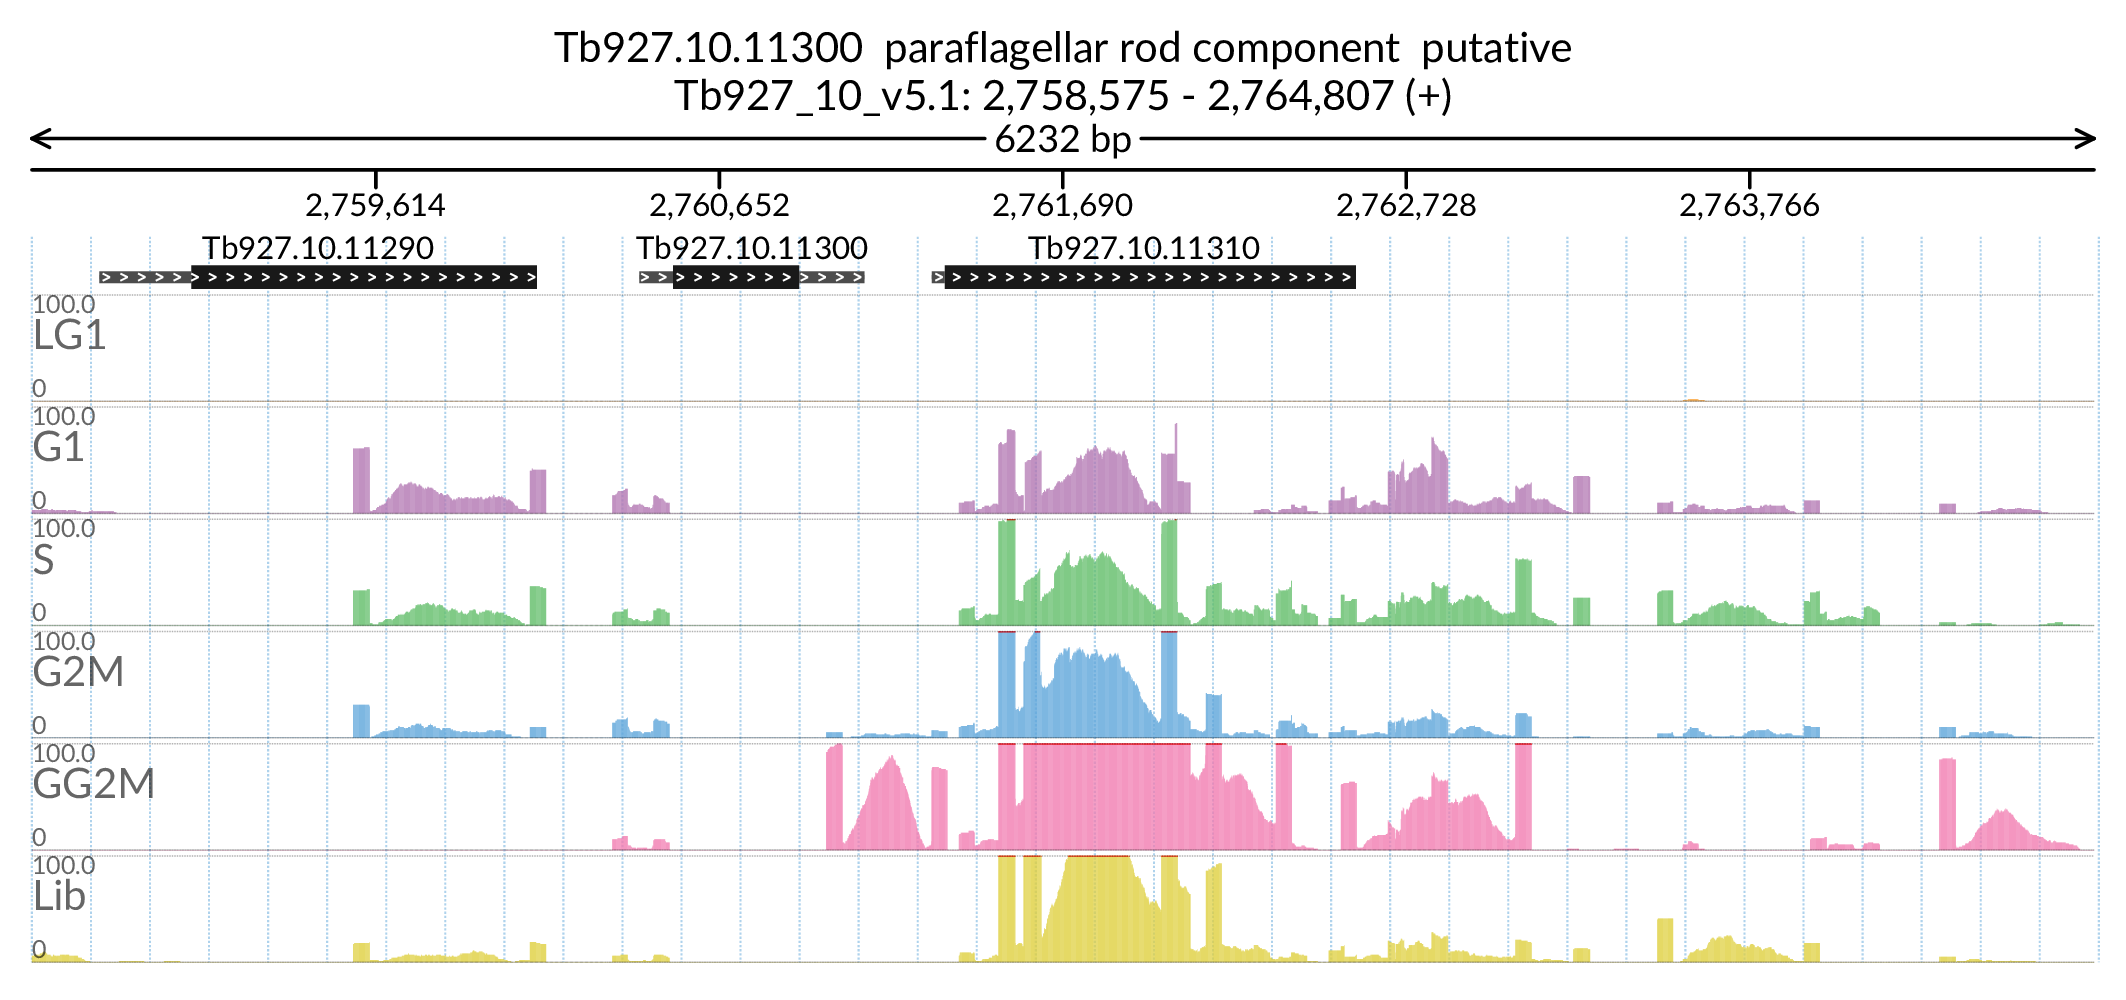 Tb927.10.11300 paraflagellar rod component putative
Tb927_10_v5.1: 2,758,575 - 2,764,807 (+)
6232 bp
2,759,614 2,760,652 2,761,690 2,762,728 2,763,766
Tb927.10.11290 Tb927.10.11300 Tb927.10.11310
100.0
LG1
0
100.0
G1
0
100.0
S
0
100.0
G2M
0
100.0
GG2M
0
100.0
Lib
0